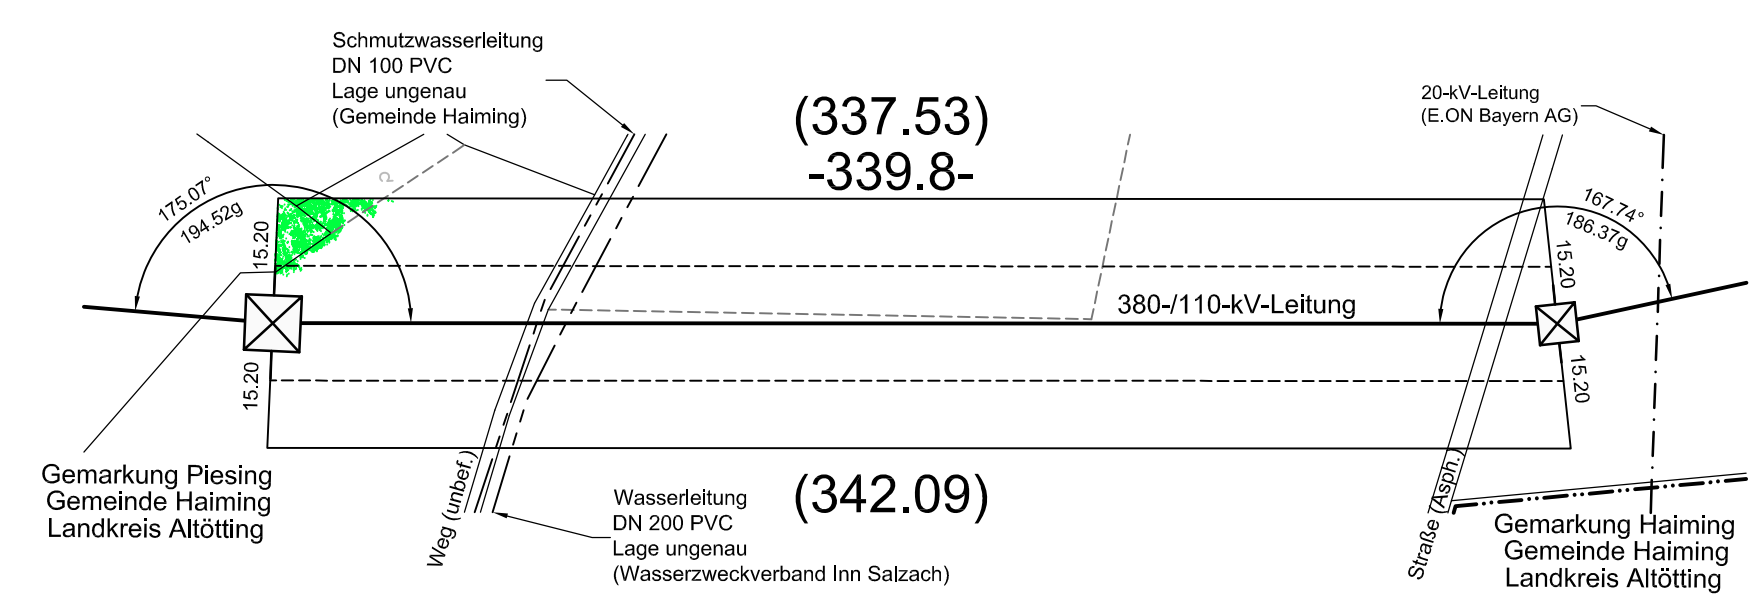 Schmutzwasserleitung
DN 100 PVC
Lage ungenau
(Gemeinde Haiming)
(337.53)
-339.8-
20-kV-Leitung
(E.ON Bayern AG)
175.07°
194.52g
167.74°
186.37g
15.20
15.20
380-/110-kV-Leitung
15.20
15.20
Gemarkung Piesing
Gemeinde Haiming
Landkreis Altötting
Weg (unbef.)
Wasserleitung
DN 200 PVC
Lage ungenau
(Wasserzweckverband Inn Salzach)
(342.09)
Straße (Asph.)
Gemarkung Haiming
Gemeinde Haiming
Landkreis Altötting